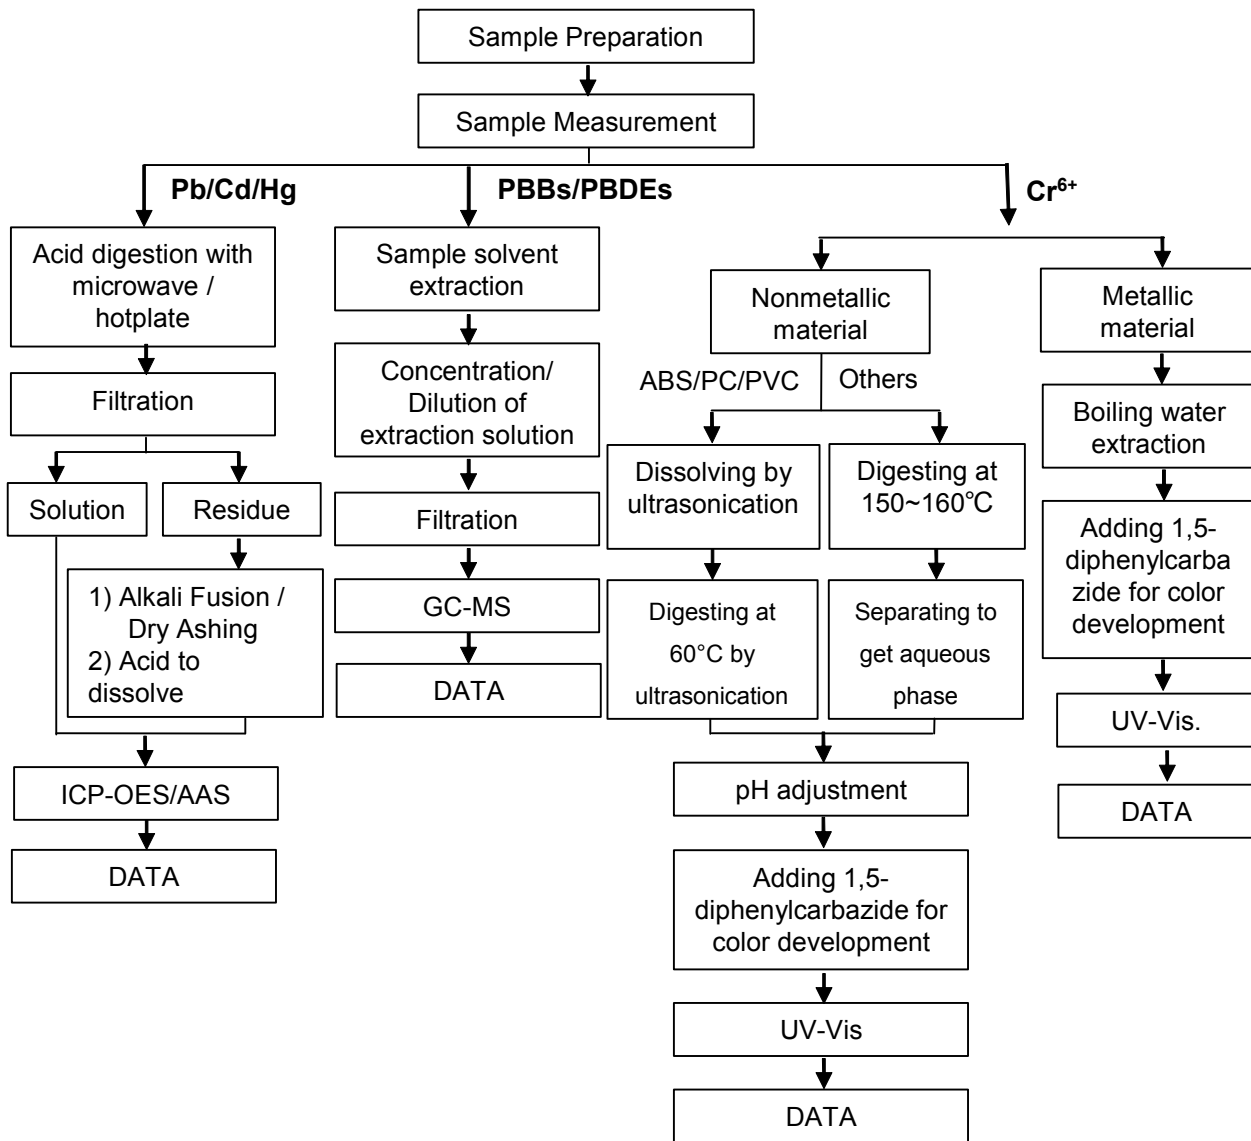 Sample Preparation
Sample Measurement
Pb/Cd/Hg
PBBs/PBDEs
Cr⁶⁺
Acid digestion with
microwave /
hotplate
Filtration
Solution
Residue
1) Alkali Fusion /
Dry Ashing
2) Acid to
dissolve
ICP-OES/AAS
DATA
Sample solvent
extraction
Concentration/
Dilution of
extraction solution
Filtration
GC-MS
DATA
Nonmetallic
material
ABS/PC/PVC
Others
Dissolving by
ultrasonication
Digesting at
60°C by
ultrasonication
Digesting at
150~160℃
Separating to
get aqueous
phase
pH adjustment
Adding 1,5-
diphenylcarbazide for
color development
UV-Vis
DATA
Metallic
material
Boiling water
extraction
Adding 1,5-
diphenylcarba
zide for color
development
UV-Vis.
DATA